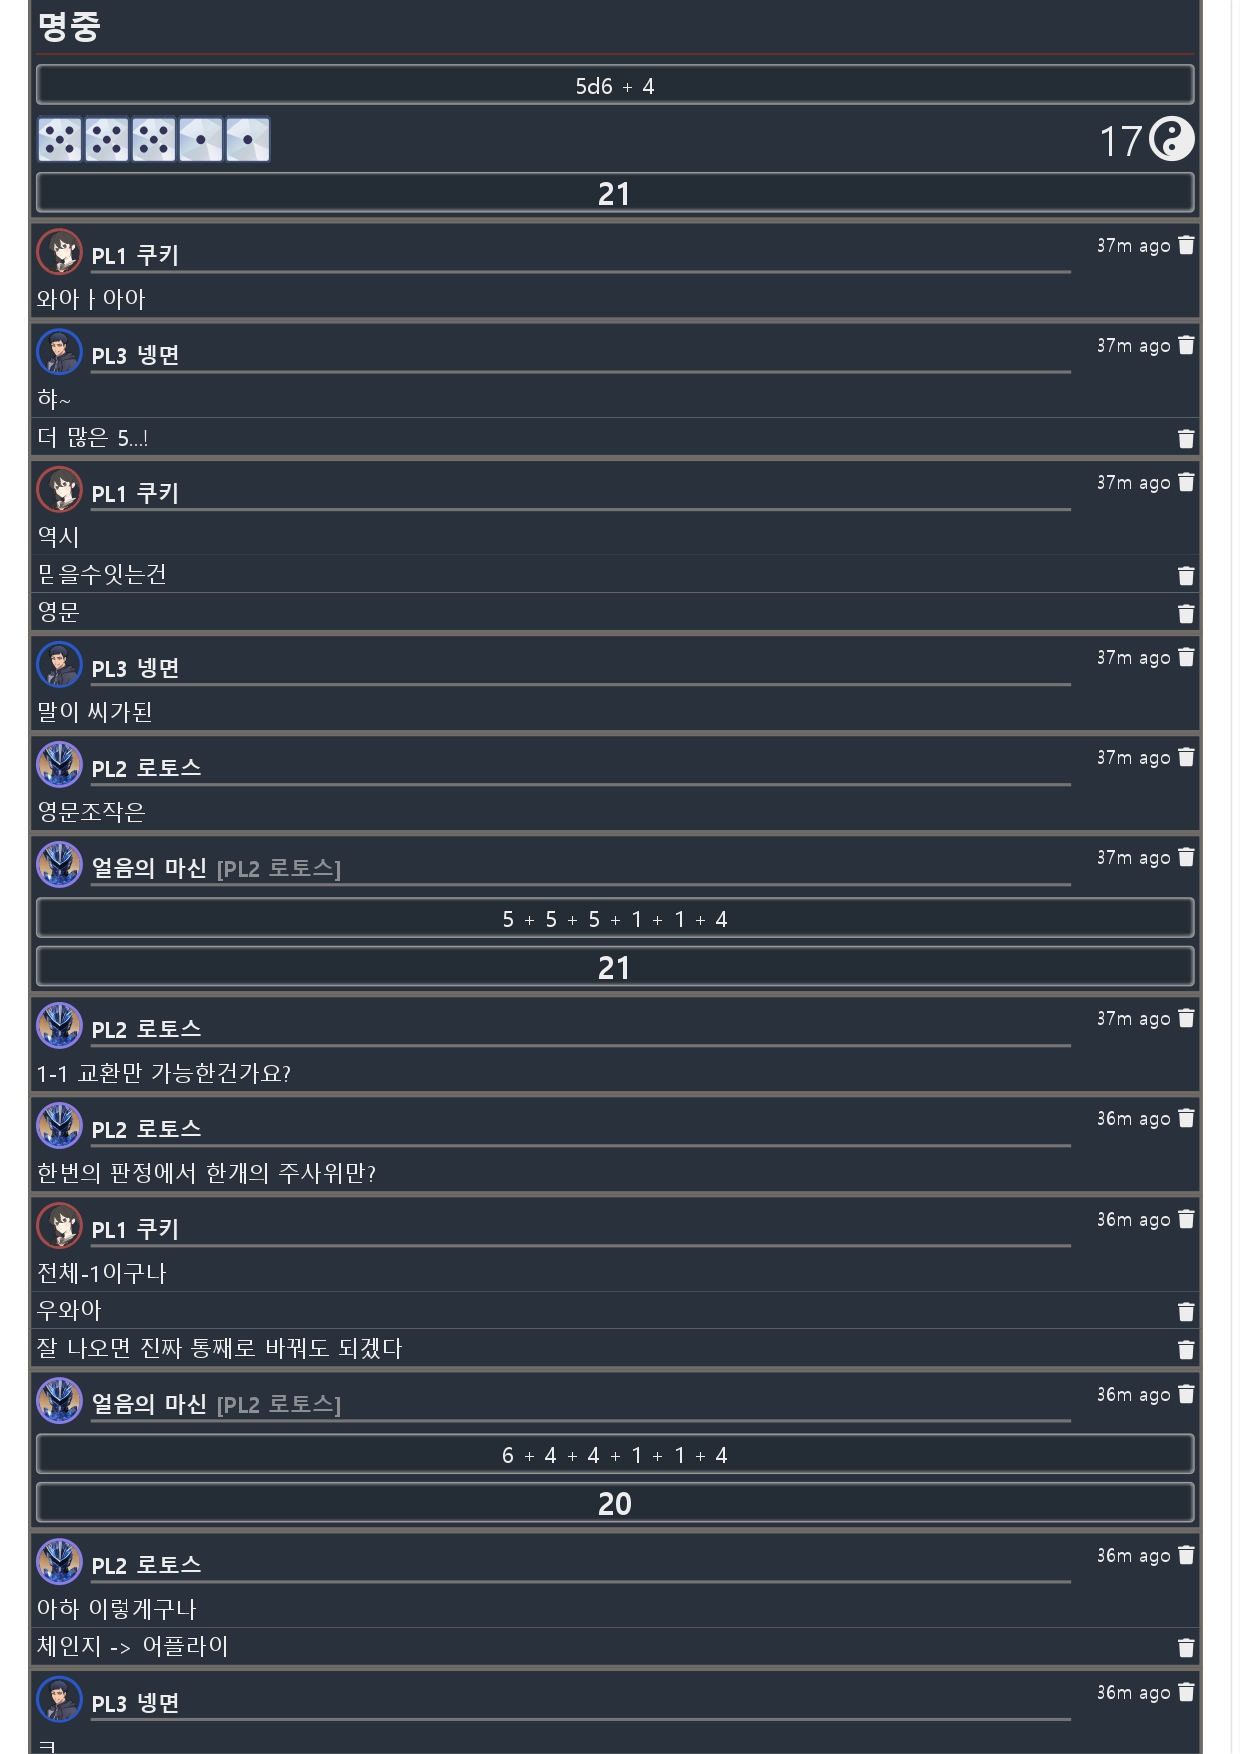 명중
5d6 + 4
17
21
PL1 쿠키
37m ago
와아ㅏ아아
PL3 넹면
37m ago
햐~
더 많은 5...!
PL1 쿠키
37m ago
역시
믿을수잇는건
영문
PL3 넹면
37m ago
말이 씨가된
PL2 로토스
37m ago
영문조작은
얼음의 마신 [PL2 로토스]
37m ago
5 + 5 + 5 + 1 + 1 + 4
21
PL2 로토스
37m ago
1-1 교환만 가능한건가요?
PL2 로토스
36m ago
한번의 판정에서 한개의 주사위만?
PL1 쿠키
36m ago
전체-1이구나
우와아
잘 나오면 진짜 통째로 바꿔도 되겠다
얼음의 마신 [PL2 로토스]
36m ago
6 + 4 + 4 + 1 + 1 + 4
20
PL2 로토스
36m ago
아하 이렇게구나
체인지 -> 어플라이
PL3 넹면
36m ago